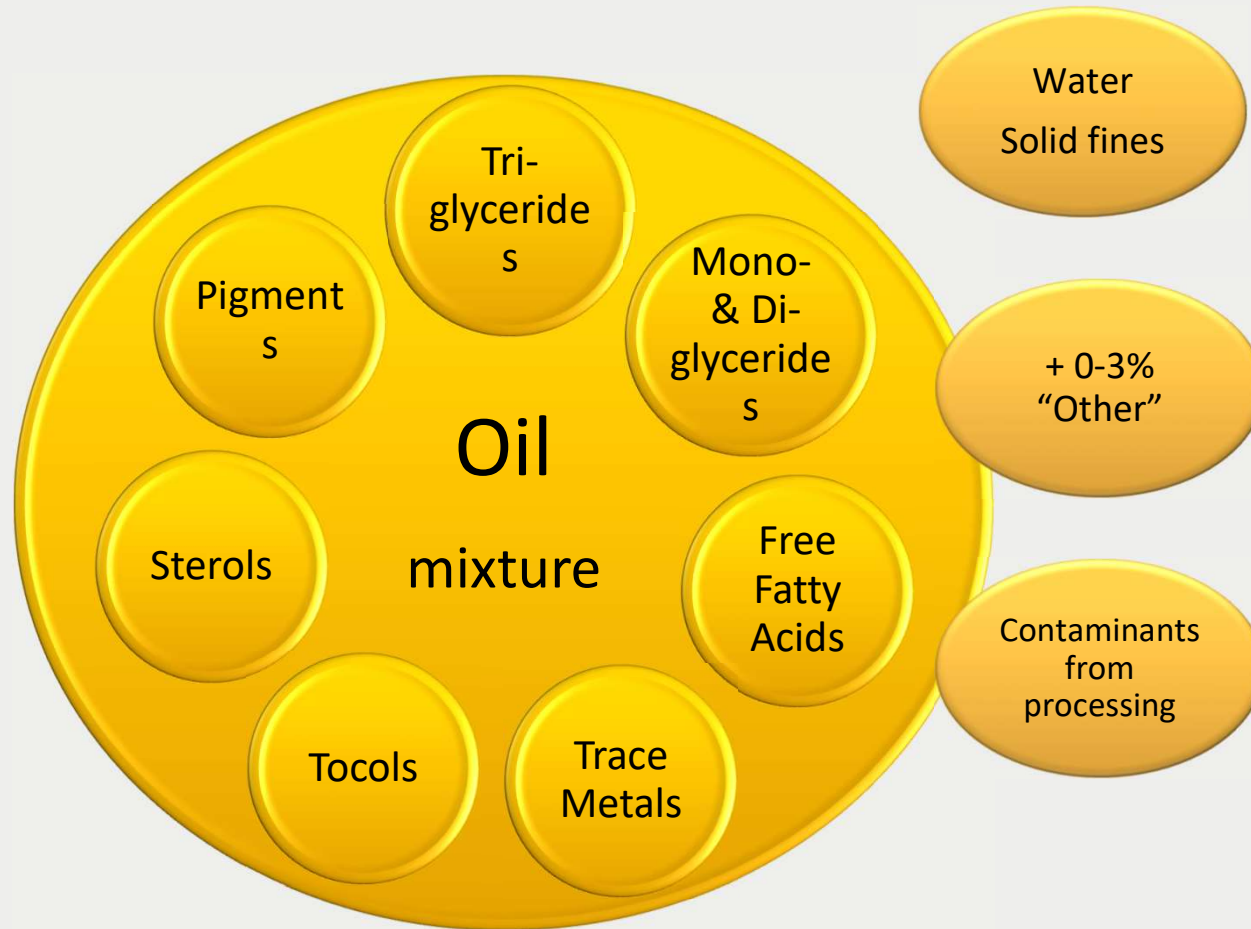 Tri-
glyceride
s
Mono-
& Di-
glyceride
s
Free
Fatty
Acids
Trace
Metals
Tocols
Sterols
Pigment
s
Oil
mixture
Water
Solid fines
+ 0-3%
“Other”
Contaminants
from
processing